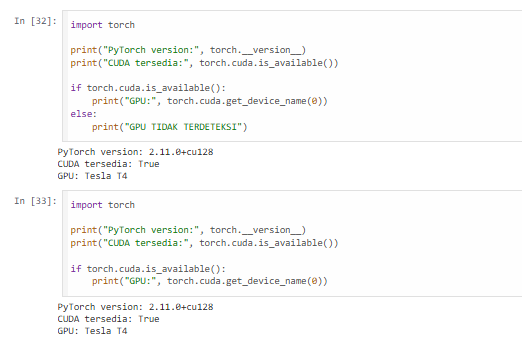 In [32]:
import torch
print("PyTorch version:", torch.__version__)
print("CUDA tersedia:", torch.cuda.is_available())
if torch.cuda.is_available():
    print("GPU:", torch.cuda.get_device_name(0))
else:
    print("GPU TIDAK TERDETEKSI")
PyTorch version: 2.11.0+cu128
CUDA tersedia: True
GPU: Tesla T4
In [33]:
import torch
print("PyTorch version:", torch.__version__)
print("CUDA tersedia:", torch.cuda.is_available())
if torch.cuda.is_available():
    print("GPU:", torch.cuda.get_device_name(0))
PyTorch version: 2.11.0+cu128
CUDA tersedia: True
GPU: Tesla T4